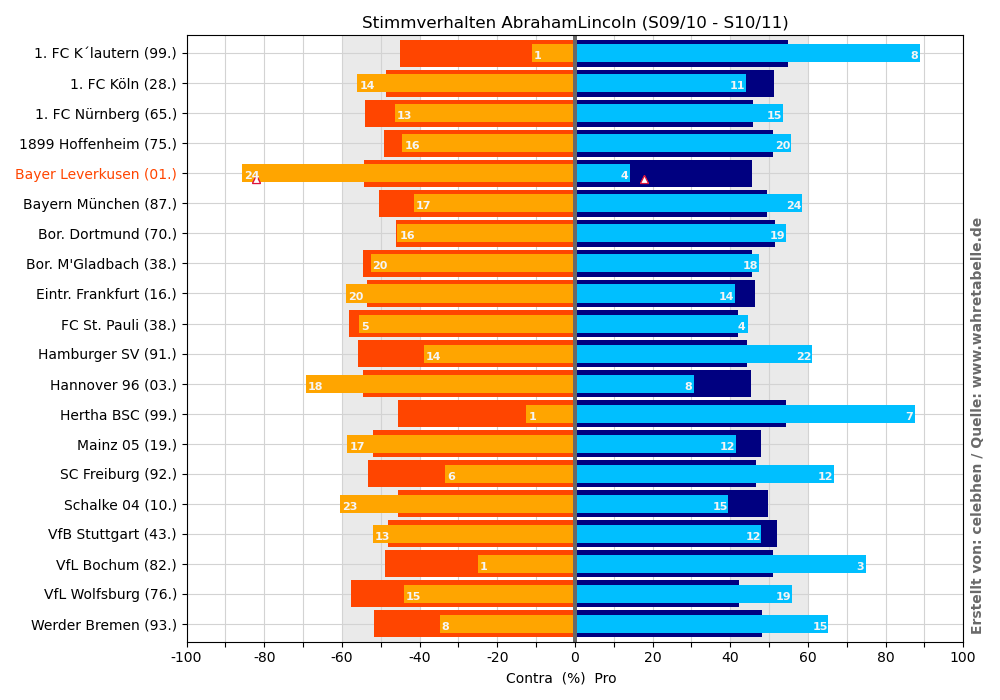 Stimmverhalten AbrahamLincoln (S09/10 - S10/11)
1. FC K´lautern (99.) 1 8
1. FC Köln (28.) 14 11
1. FC Nürnberg (65.) 13 15
1899 Hoffenheim (75.) 16 20
Bayer Leverkusen (01.) 24 4
Bayern München (87.) 17 24
Bor. Dortmund (70.) 16 19
Bor. M'Gladbach (38.) 20 18
Eintr. Frankfurt (16.) 20 14
FC St. Pauli (38.) 5 4
Hamburger SV (91.) 14 22
Hannover 96 (03.) 18 8
Hertha BSC (99.) 1 7
Mainz 05 (19.) 17 12
SC Freiburg (92.) 6 12
Schalke 04 (10.) 23 15
VfB Stuttgart (43.) 13 12
VfL Bochum (82.) 1 3
VfL Wolfsburg (76.) 15 19
Werder Bremen (93.) 8 15
-100 -80 -60 -40 -20 0 20 40 60 80 100
Contra (%) Pro
Erstellt von: celebhen / Quelle: www.wahretabelle.de